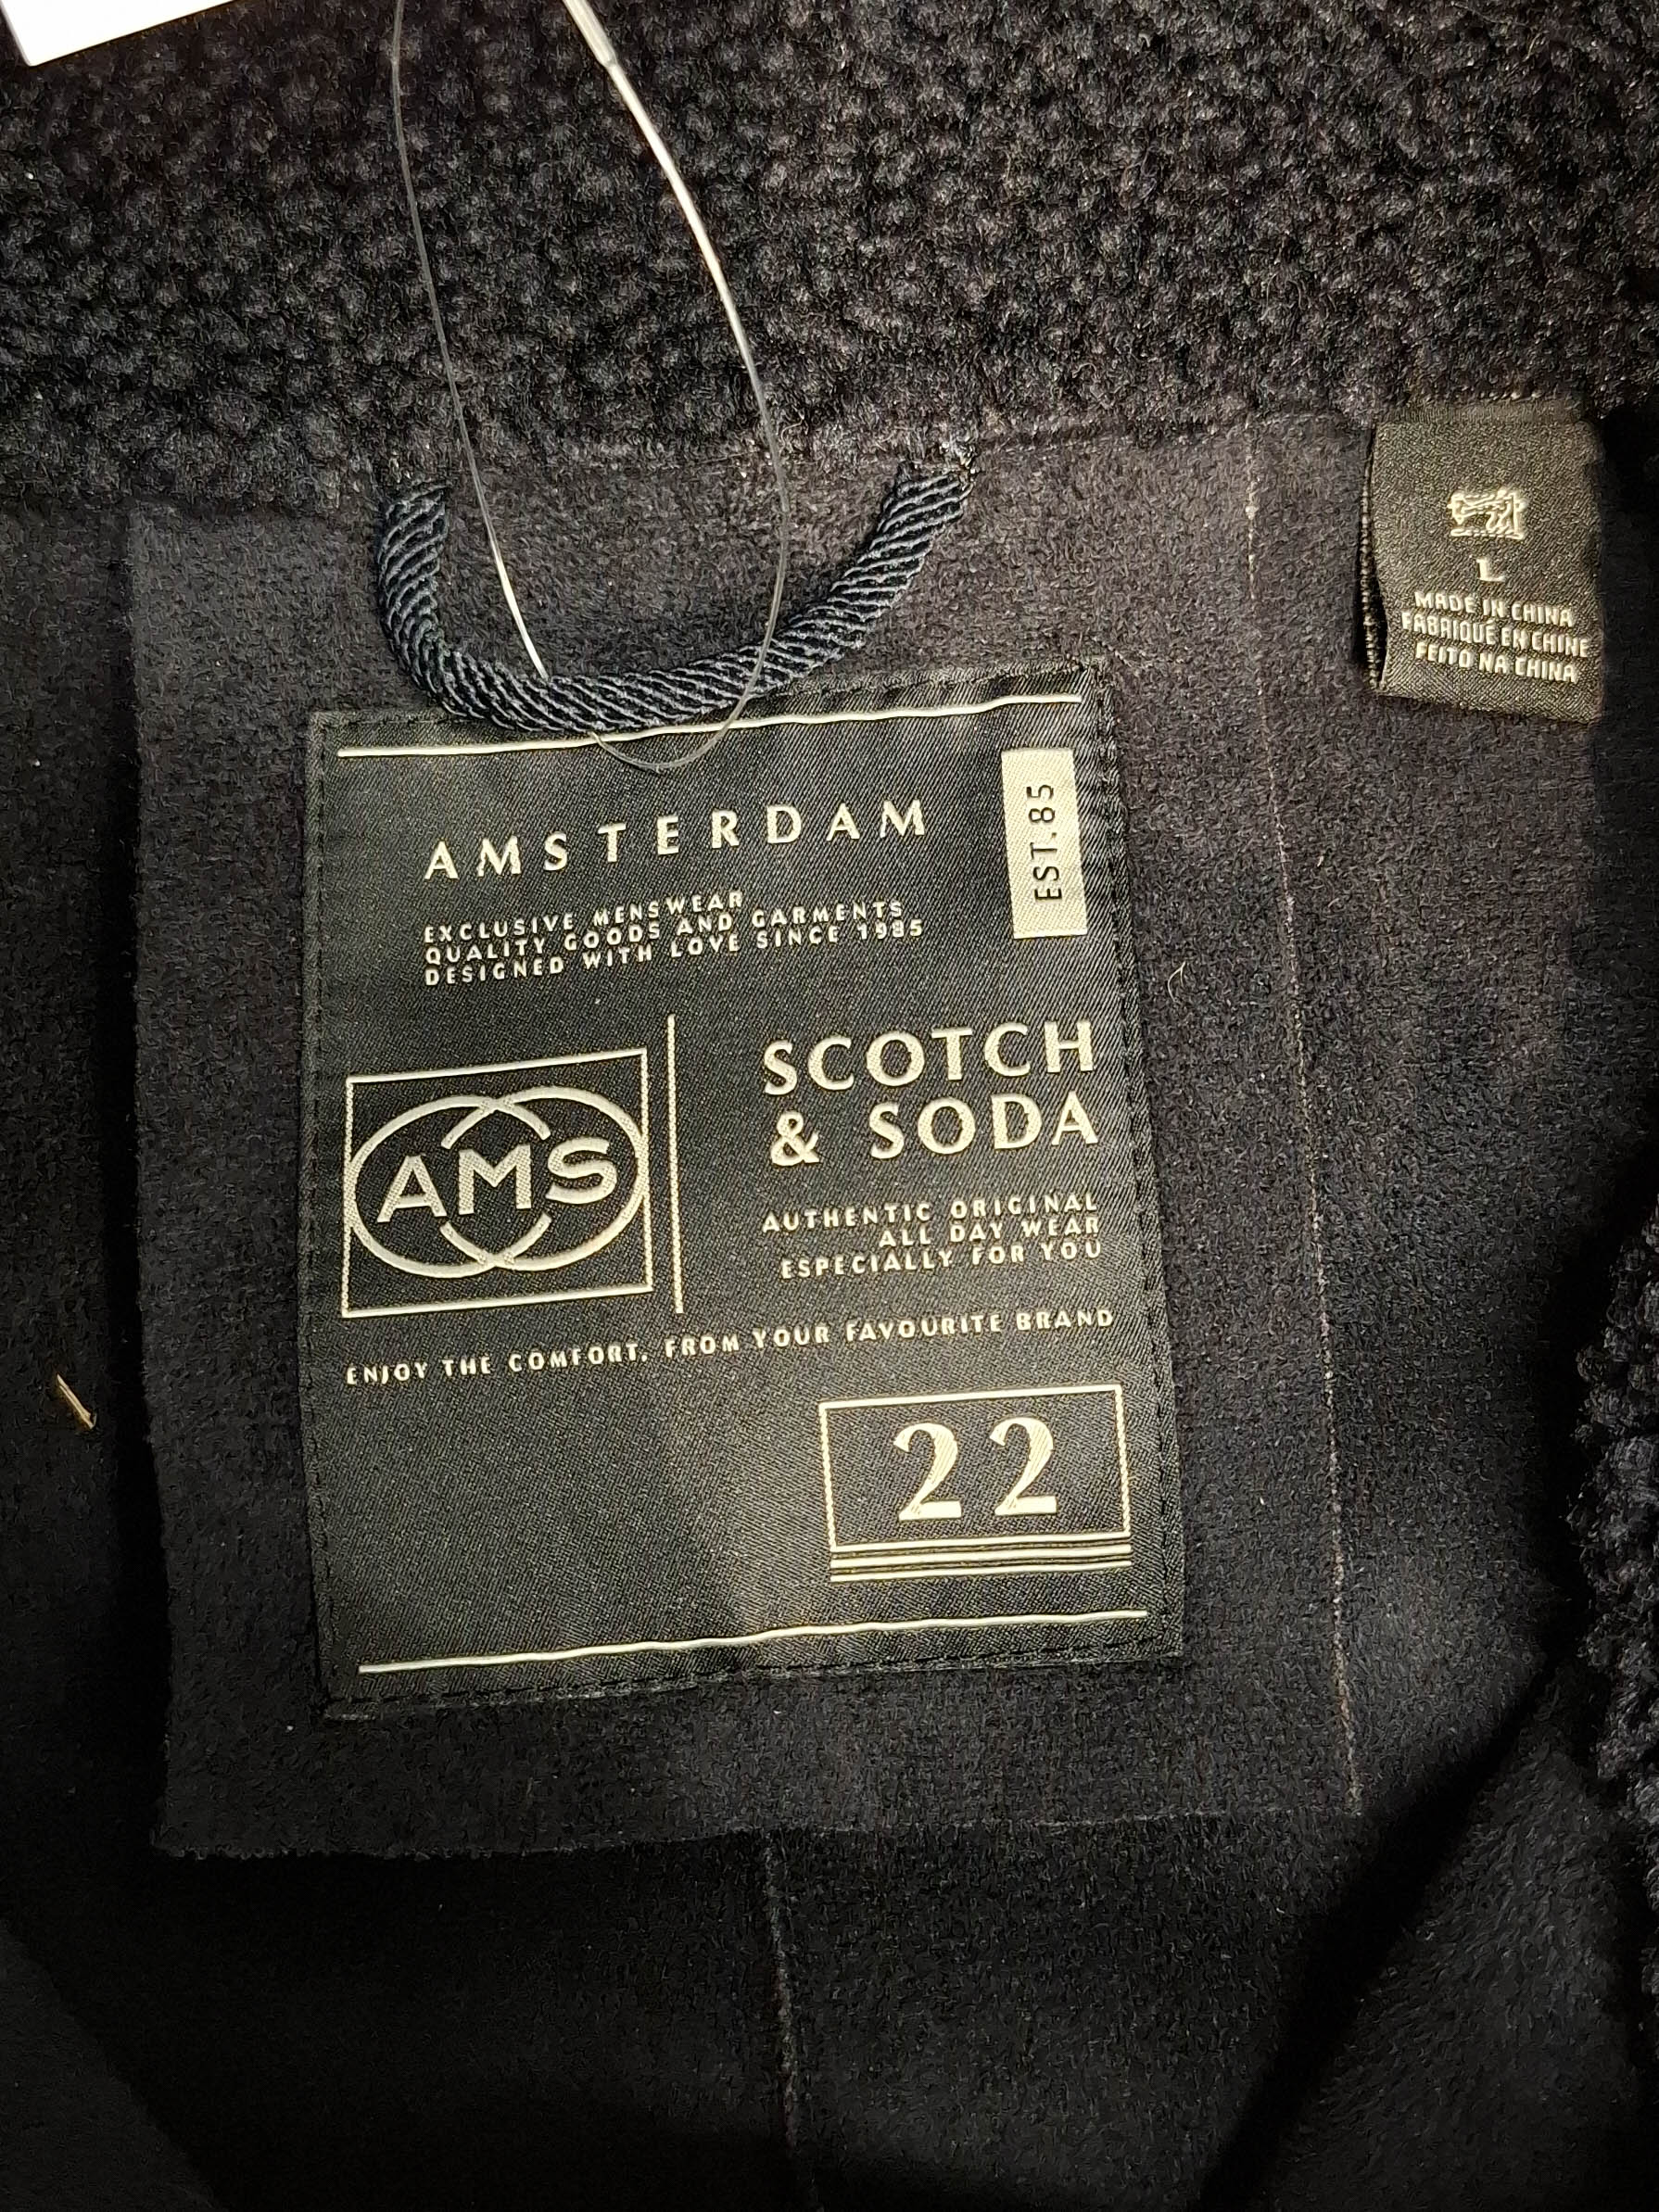 L
MADE IN CHINA
FABRIQUÉ EN CHINE
FEITO NA CHINA
AMSTERDAM
EST.85
EXCLUSIVE MENSWEAR
QUALITY GOODS AND GARMENTS
DESIGNED WITH LOVE SINCE 1985
AMS
SCOTCH
& SODA
AUTHENTIC ORIGINAL
ALL DAY WEAR
ESPECIALLY FOR YOU
ENJOY THE COMFORT, FROM YOUR FAVOURITE BRAND
22